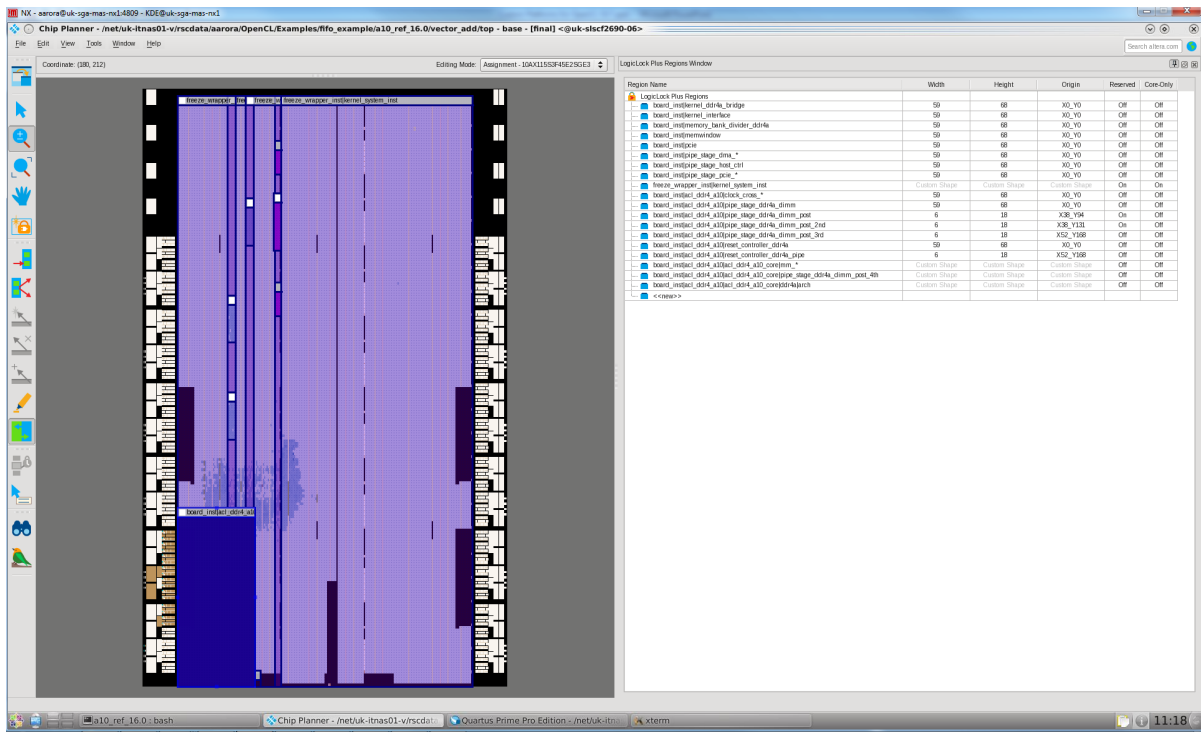 NX - aarora@uk-sga-mas-nx1:4809 - KDE@uk-sga-mas-nx1
Chip Planner - /net/uk-itnas01-v/rscdata/aarora/OpenCL/Examples/fifo_example/a10_ref_16.0/vector_add/top - base - [final] <@uk-slscf2690-06>
File Edit View Tools Window Help
Search altera.com
Coordinate: (180, 212)
Editing Mode: Assignment - 10AX115S3F45E2SGE3
LogicLock Plus Regions Window
Region Name Width Height Origin Reserved Core-Only
LogicLock Plus Regions
board_inst|kernel_ddr4a_bridge 59 68 X0_Y0 Off Off
board_inst|kernel_interface 59 68 X0_Y0 Off Off
board_inst|memory_bank_divider_ddr4a 59 68 X0_Y0 Off Off
board_inst|memwindow 59 68 X0_Y0 Off Off
board_inst|pcie 59 68 X0_Y0 Off Off
board_inst|pipe_stage_dma_* 59 68 X0_Y0 Off Off
board_inst|pipe_stage_host_ctrl 59 68 X0_Y0 Off Off
board_inst|pipe_stage_pcie_* 59 68 X0_Y0 Off Off
freeze_wrapper_inst|kernel_system_inst Custom Shape Custom Shape Custom Shape On On
board_inst|acl_ddr4_a10|clock_cross_* 59 68 X0_Y0 Off Off
board_inst|acl_ddr4_a10|pipe_stage_ddr4a_dimm 59 68 X0_Y0 Off Off
board_inst|acl_ddr4_a10|pipe_stage_ddr4a_dimm_post 6 18 X38_Y94 On Off
board_inst|acl_ddr4_a10|pipe_stage_ddr4a_dimm_post_2nd 6 18 X38_Y131 On Off
board_inst|acl_ddr4_a10|pipe_stage_ddr4a_dimm_post_3rd 6 18 X52_Y168 Off Off
board_inst|acl_ddr4_a10|reset_controller_ddr4a 59 68 X0_Y0 Off Off
board_inst|acl_ddr4_a10|reset_controller_ddr4a_pipe 6 18 X52_Y168 Off Off
board_inst|acl_ddr4_a10|acl_ddr4_a10_core|mm_* Custom Shape Custom Shape Custom Shape Off Off
board_inst|acl_ddr4_a10|acl_ddr4_a10_core|pipe_stage_ddr4a_dimm_post_4th Custom Shape Custom Shape Custom Shape Off Off
board_inst|acl_ddr4_a10|acl_ddr4_a10_core|ddr4a|arch Custom Shape Custom Shape Custom Shape Off Off
<<new>>
freeze_wrapper_ free freeze_w freeze_wrapper_inst|kernel_system_inst
board_inst|acl_ddr4_a10
a10_ref_16.0 : bash
Chip Planner - /net/uk-itnas01-v/rscdat
Quartus Prime Pro Edition - /net/uk-itn
xterm
11:18